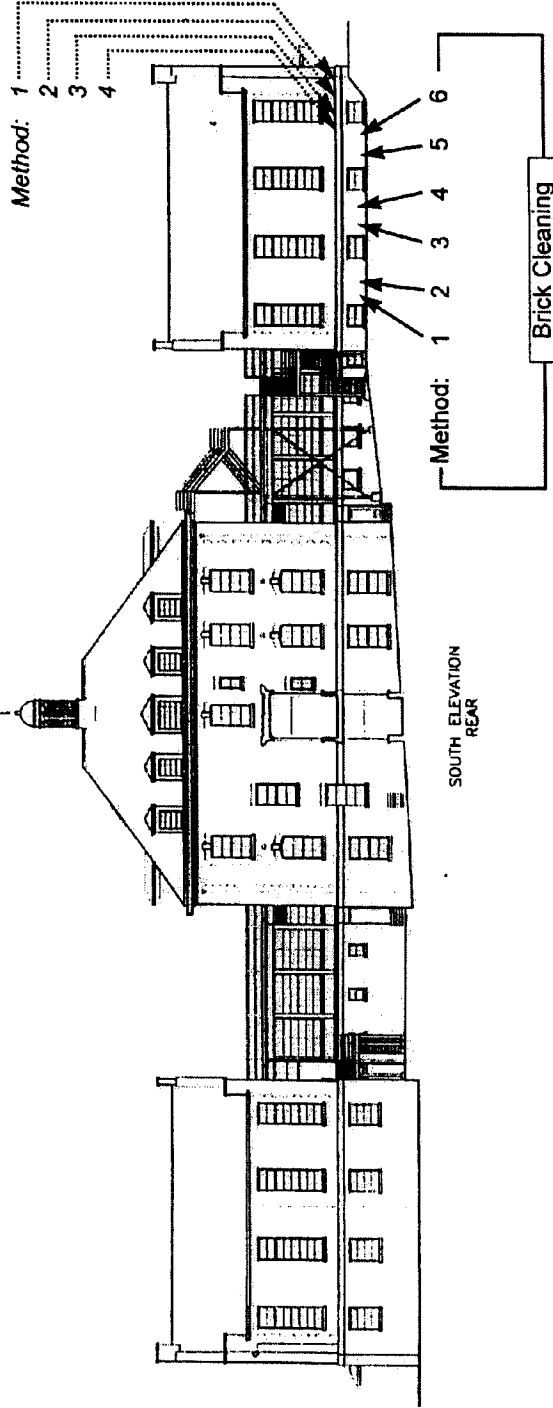 Method: 1
2
3
4
SOUTH ELEVATION
REAR
Method: 1 2 3 4 5 6
Brick Cleaning